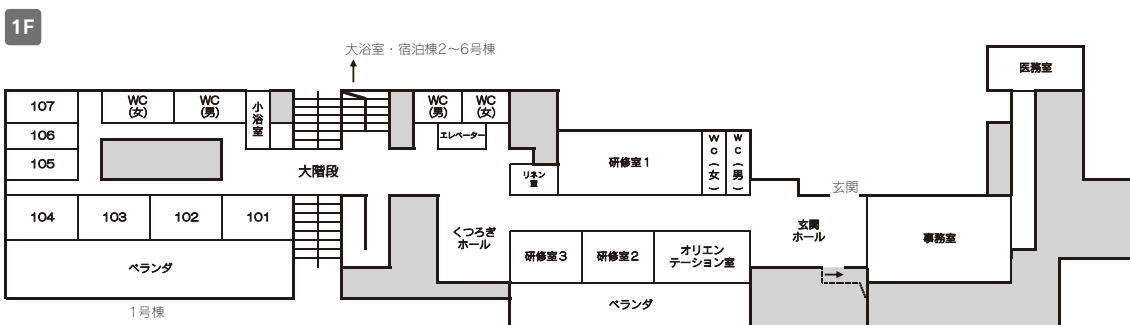 1F
大浴室・宿泊棟2～6号棟
医務室
107
WC
(女)
WC
(男)
小浴室
WC
(男)
WC
(女)
106
エレベーター
105
大階段
リネン
室
研修室1
WC(女)
WC(男)
玄関
104
103
102
101
くつろぎ
ホール
玄関
ホール
事務室
研修室3
研修室2
オリエン
テーション室
ベランダ
ベランダ
1号棟